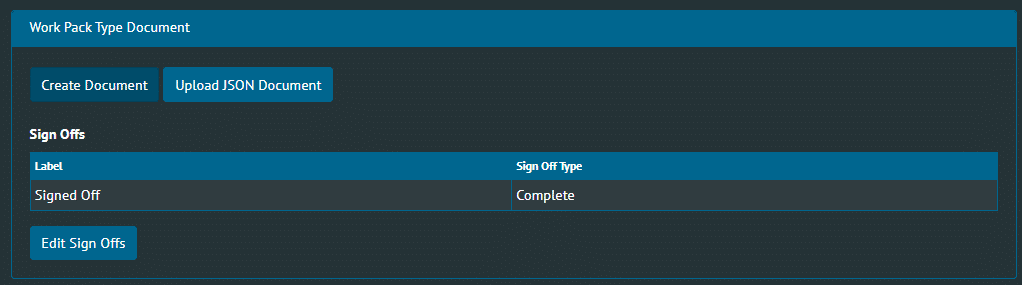 Work Pack Type Document
Create Document Upload JSON Document
Sign Offs
Label Sign Off Type
Signed Off Complete
Edit Sign Offs